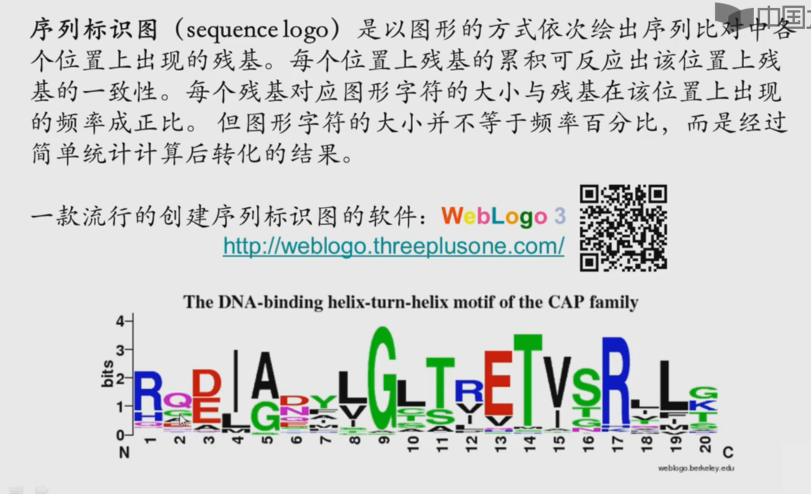 中国大
序列标识图（sequence logo）是以图形的方式依次绘出序列比对中各
个位置上出现的残基。每个位置上残基的累积可反应出该位置上残
基的一致性。每个残基对应图形字符的大小与残基在该位置上出现
的频率成正比。但图形字符的大小并不等于频率百分比，而是经过
简单统计计算后转化的结果。
一款流行的创建序列标识图的软件：WebLogo 3
http://weblogo.threeplusone.com/
The DNA-binding helix-turn-helix motif of the CAP family
bits
4
3
2
1
0
N 1 2 3 4 5 6 7 8 9 10 11 12 13 14 15 16 17 18 19 20 C
weblogo.berkeley.edu